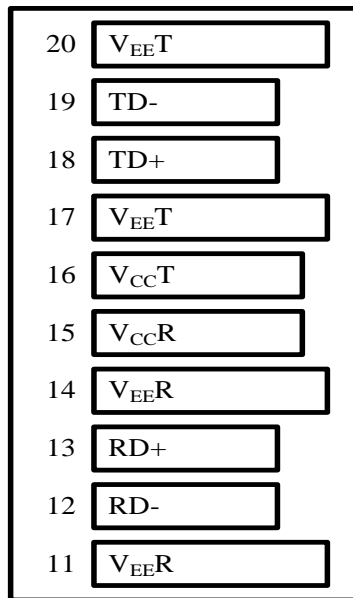 20 VEET
19 TD-
18 TD+
17 VEET
16 VCCT
15 VCCR
14 VEER
13 RD+
12 RD-
11 VEER